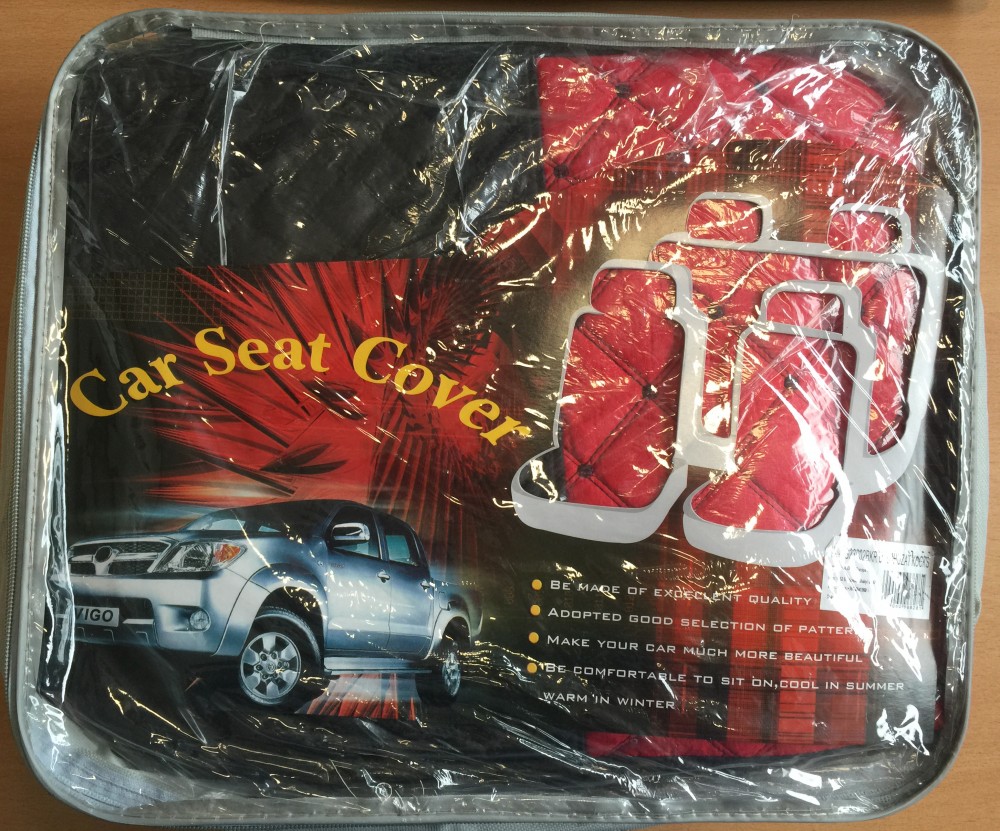 Car Seat Cover
VIGO
BE MADE OF EXCELLENT QUALITY
ADOPTED GOOD SELECTION OF PATTERN
MAKE YOUR CAR MUCH MORE BEAUTIFUL
BE COMFORTABLE TO SIT ON,COOL IN SUMMER
WARM IN WINTER